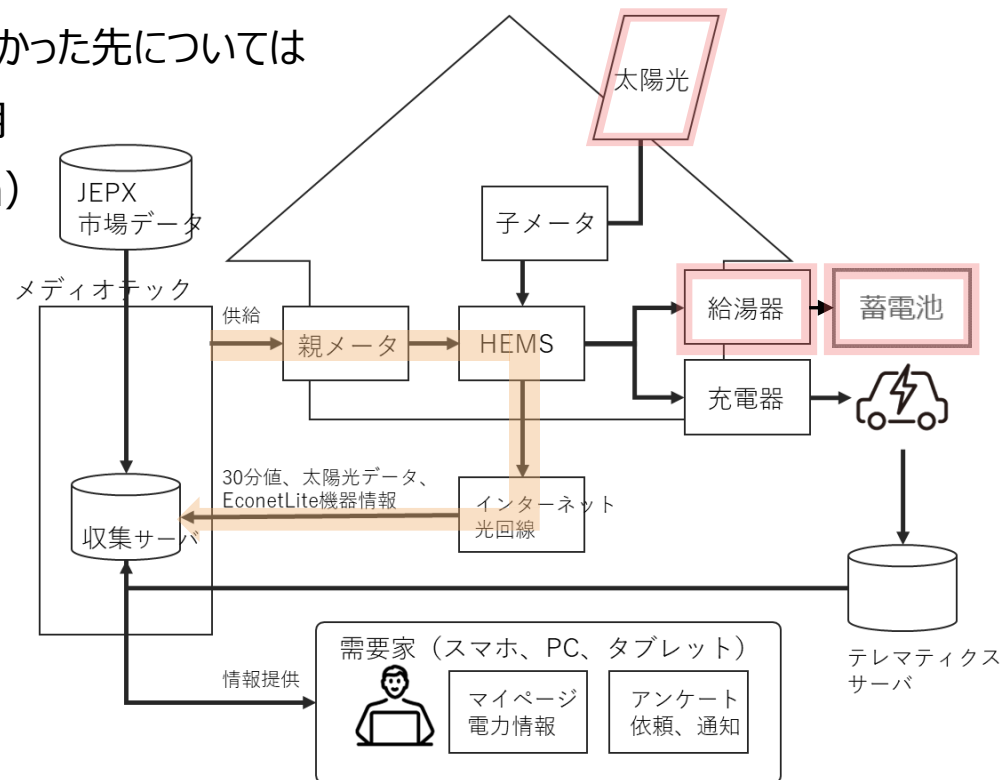 かった先については
太陽光
JEPX
市場データ
子メータ
メディオテック
供給
親メータ
HEMS
給湯器
蓄電池
充電器
30分値、太陽光データ、
EconetLite機器情報
収集サーバ
インターネット
光回線
需要家（スマホ、PC、タブレット）
テレマティクス
サーバ
情報提供
マイページ
電力情報
アンケート
依頼、通知